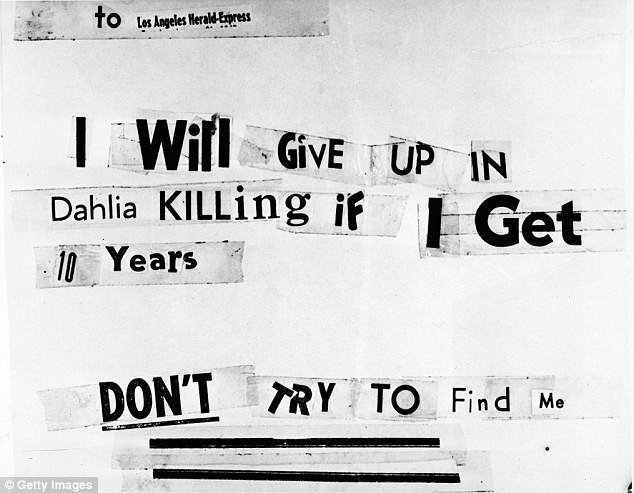 to Los Angeles Herald-Express
I Will GIVE UP IN
Dahlia KILLing iF I Get
10 Years
DON'T TRY TO Find Me
© Getty Images